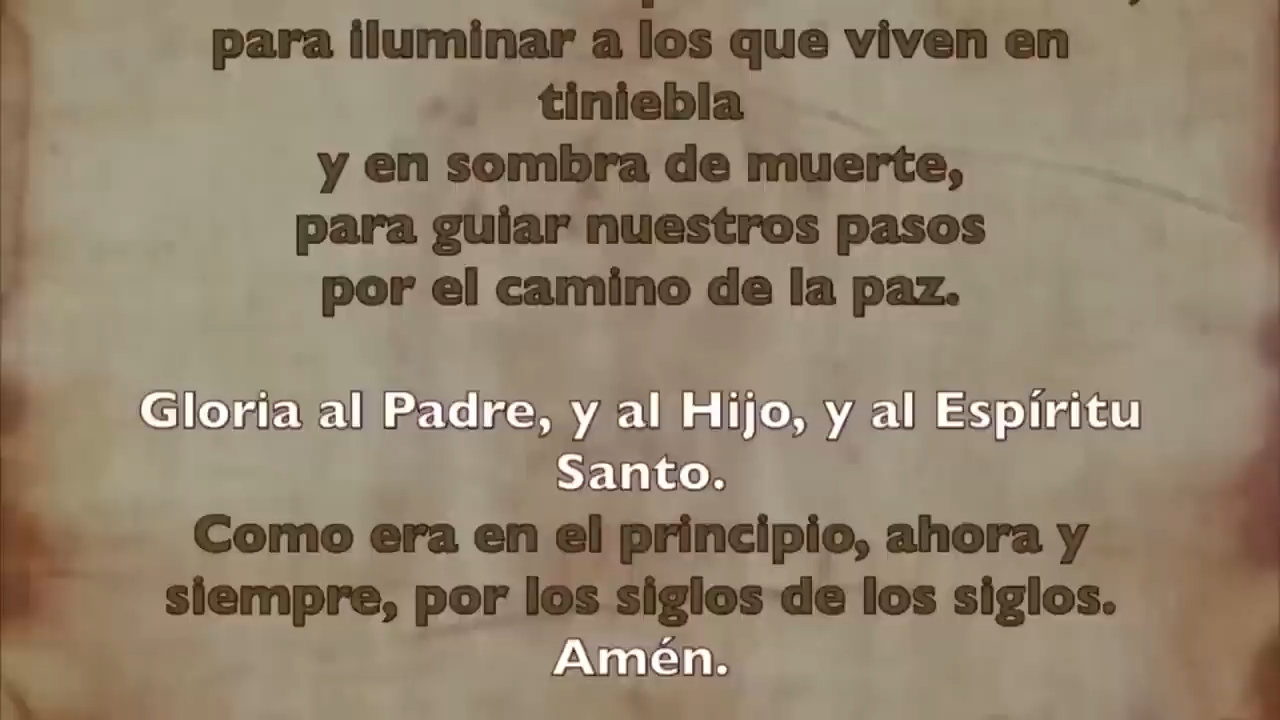 para iluminar a los que viven en
tiniebla
y en sombra de muerte,
para guiar nuestros pasos
por el camino de la paz.
Gloria al Padre, y al Hijo, y al Espíritu
Santo.
Como era en el principio, ahora y
siempre, por los siglos de los siglos.
Amén.